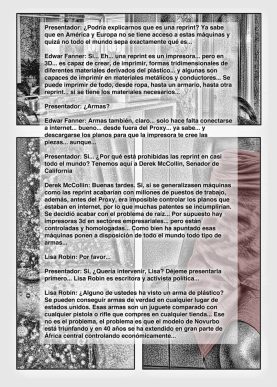 Presentador: ¿Podría explicarnos que es una reprint? Ya sabe
que en América y Europa no se tiene acceso a estas máquinas y
quizá no todo el mundo sepa exactamente qué es...
Edwar Fanner: Si... Eh... una reprint es un impresora... pero en
3D... es capaz de crear, de imprimir, formas tridimensionales de
diferentes materiales derivados del plástico... y algunas son
capaces de imprimir en materiales metálicos y conductores... Se
puede imprimir de todo, desde ropa, hasta un armario, hasta otra
reprint.. si se tiene los materiales necesarios...
Presentador: ¿Armas?
Edwar Fanner: Armas también, claro... solo hace falta conectarse
a internet... bueno... desde fuera del Proxy... ya sabe... y
descargarse los planos para que la impresora te cree las
piezas... aunque...
Presentador: Si... ¿Por qué está prohibidas las reprint en casi
todo el mundo? Tenemos aquí a Derek McCollin, Senador de
California
Derek McCollin: Buenas tardes. Si, si se generalizasen máquinas
como las reprint acabarían con millones de puestos de trabajo,
además, antes del Proxy, era imposible controlar los planos que
estaban en internet, por lo que muchas patentes se incumplirían.
Se decidió acabar con el problema de raíz... Por supuesto hay
impresoras 3d en sectores empresariales... pero están
controladas y homologadas... Como bien ha apuntado esas
máquinas ponen a disposición de todo el mundo todo tipo de
armas...
Lisa Robin: Por favor...
Presentador: Si, ¿Quería intervenir, Lisa? Déjeme presentarla
primero... Lisa Robin es escritora y activista política...
Lisa Robin: ¿Alguno de ustedes ha visto un arma de plástico?
Se pueden conseguir armas de verdad en cualquier lugar de
estados unidos. Esas armas son un juguete comparado con
cualquier pistola o rifle que compres en cualquier tienda... Ese
no es el problema, el problema es que el modelo de Novurbo
está triunfando y en 40 años se ha extendido en gran parte de
África central controlando económicamente...